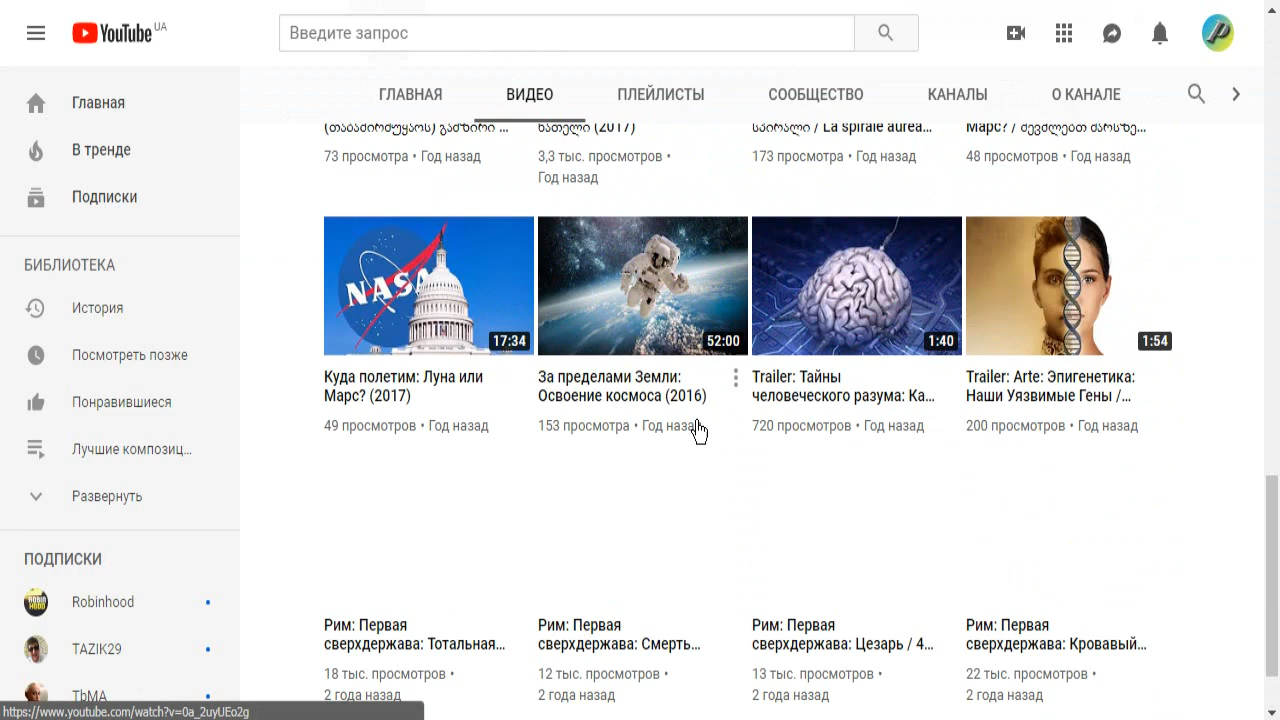 YouTube UA
Введите запрос
Главная
В тренде
Подписки
БИБЛИОТЕКА
История
Посмотреть позже
Понравившиеся
Лучшие композиц...
Развернуть
ПОДПИСКИ
Robinhood
TAZIK29
TbMA
ГЛАВНАЯ ВИДЕО ПЛЕЙЛИСТЫ СООБЩЕСТВО КАНАЛЫ О КАНАЛЕ
(2017)
/ La spirale aurea...
Марс? /
73 просмотра • Год назад
3,3 тыс. просмотров •
Год назад
173 просмотра • Год назад
48 просмотров • Год назад
NASA
17:34
52:00
1:40
1:54
Куда полетим: Луна или
Марс? (2017)
49 просмотров • Год назад
За пределами Земли:
Освоение космоса (2016)
153 просмотра • Год назад
Trailer: Тайны
человеческого разума: Ка...
720 просмотров • Год назад
Trailer: Arte: Эпигенетика:
Наши Уязвимые Гены /...
200 просмотров • Год назад
Рим: Первая
сверхдержава: Тотальная...
18 тыс. просмотров •
2 года назад
Рим: Первая
сверхдержава: Смерть...
12 тыс. просмотров •
2 года назад
Рим: Первая
сверхдержава: Цезарь / 4...
13 тыс. просмотров •
2 года назад
Рим: Первая
сверхдержава: Кровавый...
22 тыс. просмотров •
2 года назад
https://www.youtube.com/watch?v=0a_2uyUEo2g